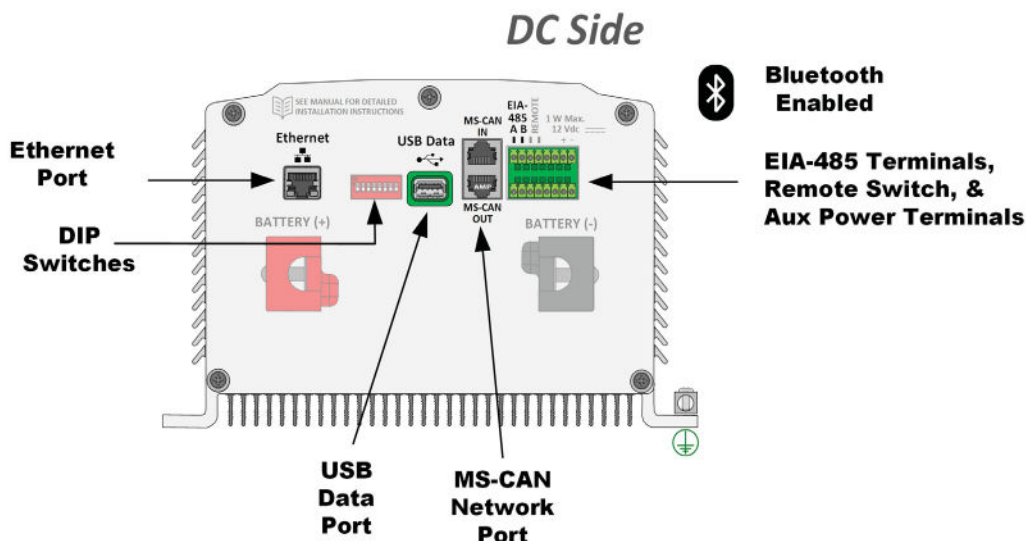 DC Side
Bluetooth
Enabled
SEE MANUAL FOR DETAILED
INSTALLATION INSTRUCTIONS
Ethernet
USB Data
MS-CAN
IN
EIA-
485
A B
REMOTE
1 W Max.
12 Vdc
+ -
AMP
MS-CAN
OUT
BATTERY (+)
BATTERY (-)
Ethernet
Port
DIP
Switches
EIA-485 Terminals,
Remote Switch, &
Aux Power Terminals
USB
Data
Port
MS-CAN
Network
Port